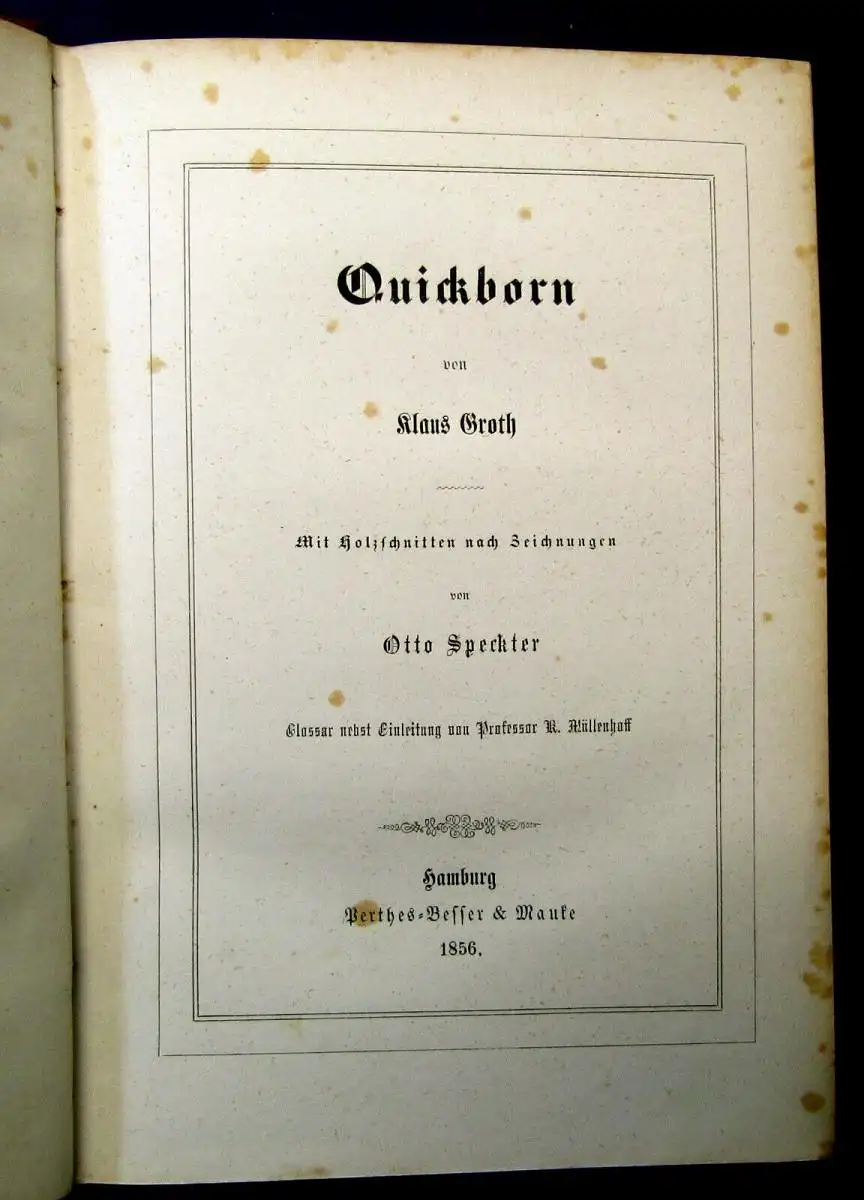 Quickborn
von
Klaus Groth
Mit Holzschnitten nach Zeichnungen
von
Otto Speckter
Glossar nebst Einleitung von Professor K. Müllenhoff
Hamburg
Perthes-Besser & Mauke
1856.